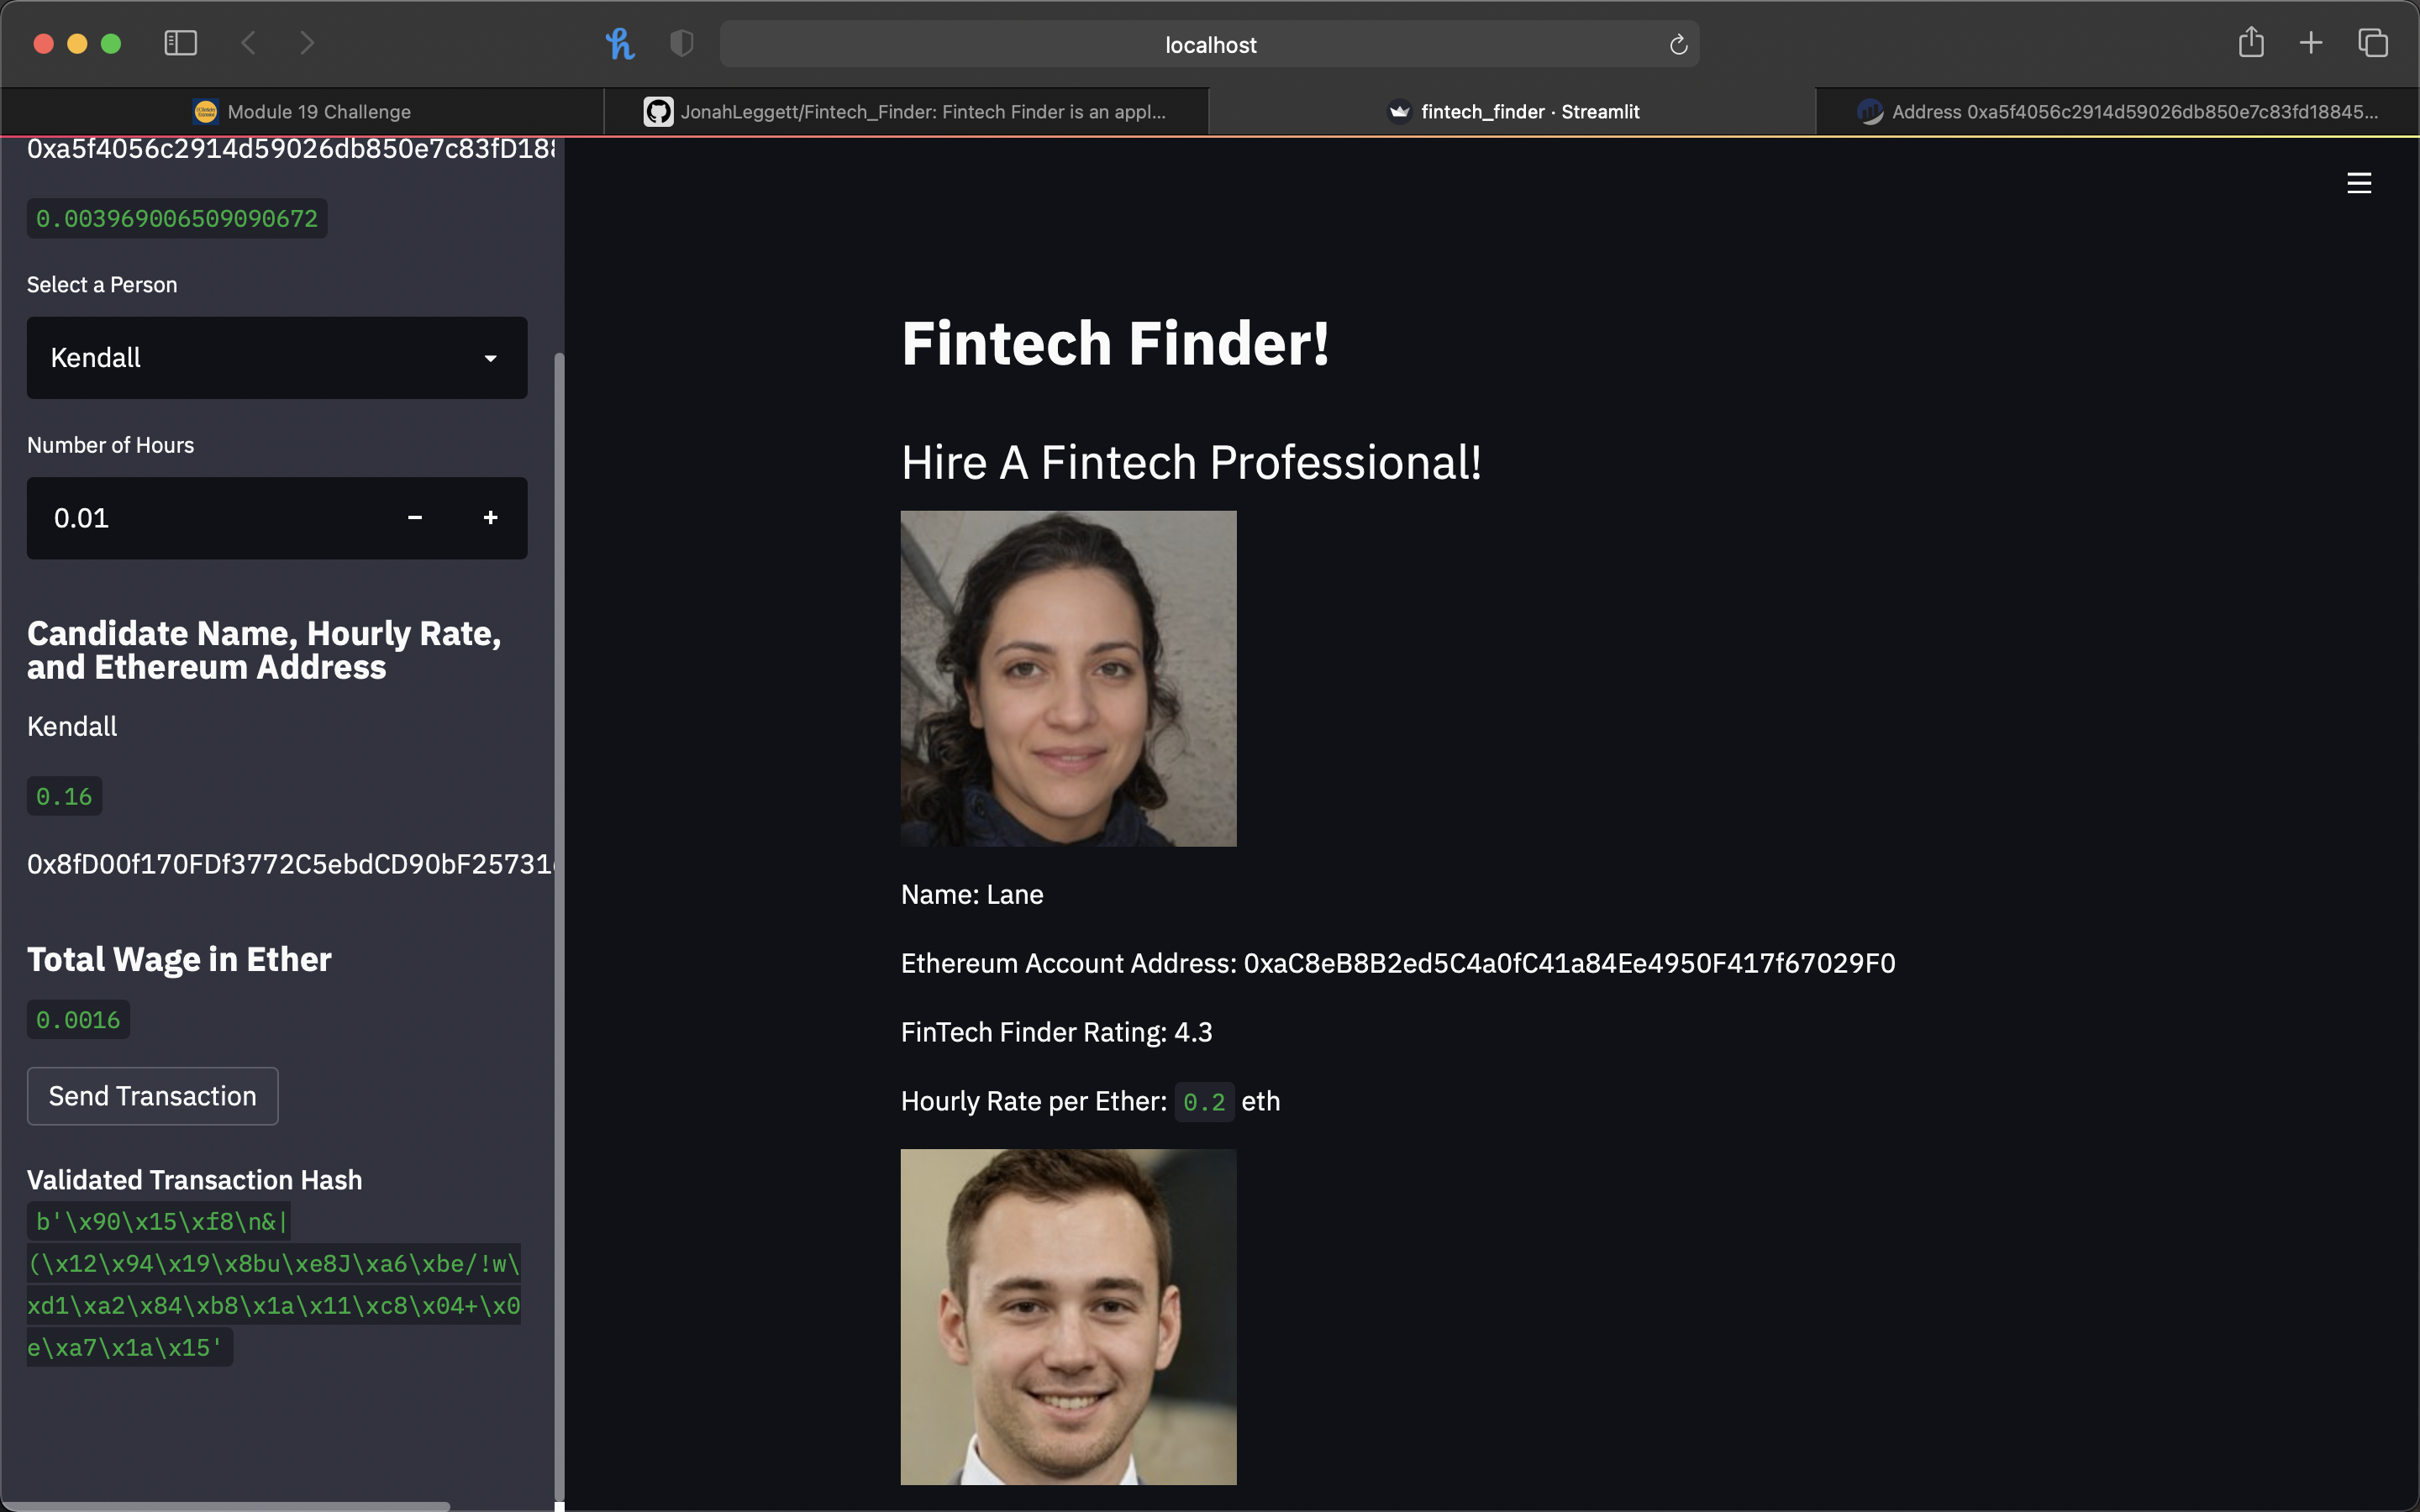 localhost
Module 19 Challenge
JonahLeggett/Fintech_Finder: Fintech Finder is an appl...
fintech_finder · Streamlit
Address 0xa5f4056c2914d59026db850e7c83fd18845...
0xa5f4056c2914d59026db850e7c83fD188
0.003969006509090672
Select a Person
Kendall
Number of Hours
0.01
Candidate Name, Hourly Rate,
and Ethereum Address
Kendall
0.16
0x8fD00f170FDf3772C5ebdCD90bF25731
Total Wage in Ether
0.0016
Send Transaction
Validated Transaction Hash
b'\x90\x15\xf8\n&|
(\x12\x94\x19\x8bu\xe8J\xa6\xbe/!w\
xd1\xa2\x84\xb8\x1a\x11\xc8\x04+\x0
e\xa7\x1a\x15'
Fintech Finder!
Hire A Fintech Professional!
Name: Lane
Ethereum Account Address: 0xaC8eB8B2ed5C4a0fC41a84Ee4950F417f67029F0
FinTech Finder Rating: 4.3
Hourly Rate per Ether: 0.2 eth